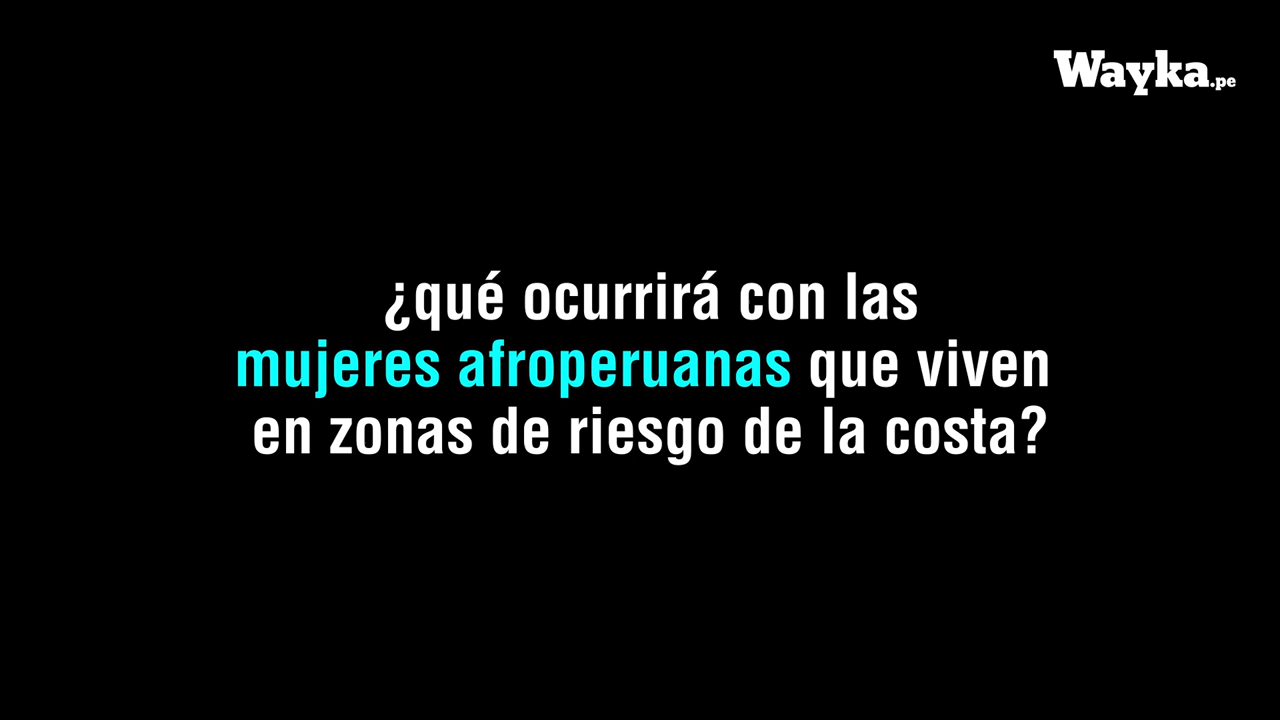 Wayka.pe
¿qué ocurrirá con las
mujeres afroperuanas que viven
en zonas de riesgo de la costa?